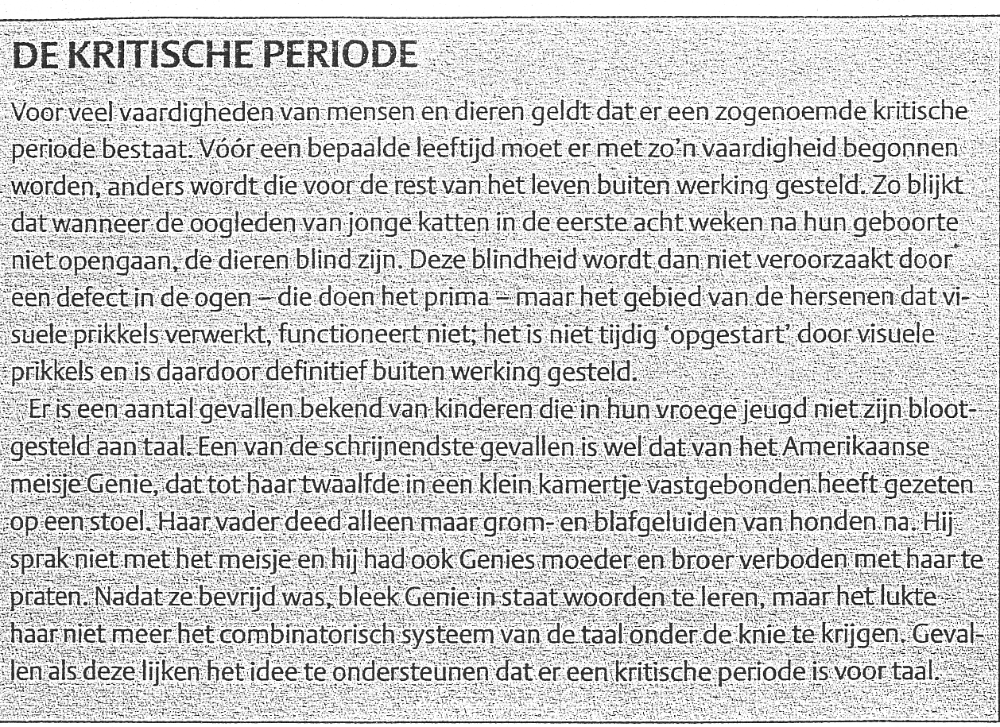 DE KRITISCHE PERIODE
Voor veel vaardigheden van mensen en dieren geldt dat er een zogenoemde kritische
periode bestaat. Vóór een bepaalde leeftijd moet er met zo'n vaardigheid begonnen
worden, anders wordt die voor de rest van het leven buiten werking gesteld. Zo blijkt
dat wanneer de oogleden van jonge katten in de eerste acht weken na hun geboorte
niet opengaan, de dieren blind zijn. Deze blindheid wordt dan niet veroorzaakt door
een defect in de ogen – die doen het prima – maar het gebied van de hersenen dat vi-
suele prikkels verwerkt, functioneert niet; het is niet tijdig ‘opgestart’ door visuele
prikkels en is daardoor definitief buiten werking gesteld.
Er is een aantal gevallen bekend van kinderen die in hun vroege jeugd niet zijn bloot-
gesteld aan taal. Een van de schrijnendste gevallen is wel dat van het Amerikaanse
meisje Genie, dat tot haar twaalfde in een klein kamertje vastgebonden heeft gezeten
op een stoel. Haar vader deed alleen maar grom- en blafgeluiden van honden na. Hij
sprak niet met het meisje en hij had ook Genies moeder en broer verboden met haar te
praten. Nadat ze bevrijd was, bleek Genie in staat woorden te leren, maar het lukte
haar niet meer het combinatorisch systeem van de taal onder de knie te krijgen. Geval-
len als deze lijken het idee te ondersteunen dat er een kritische periode is voor taal.